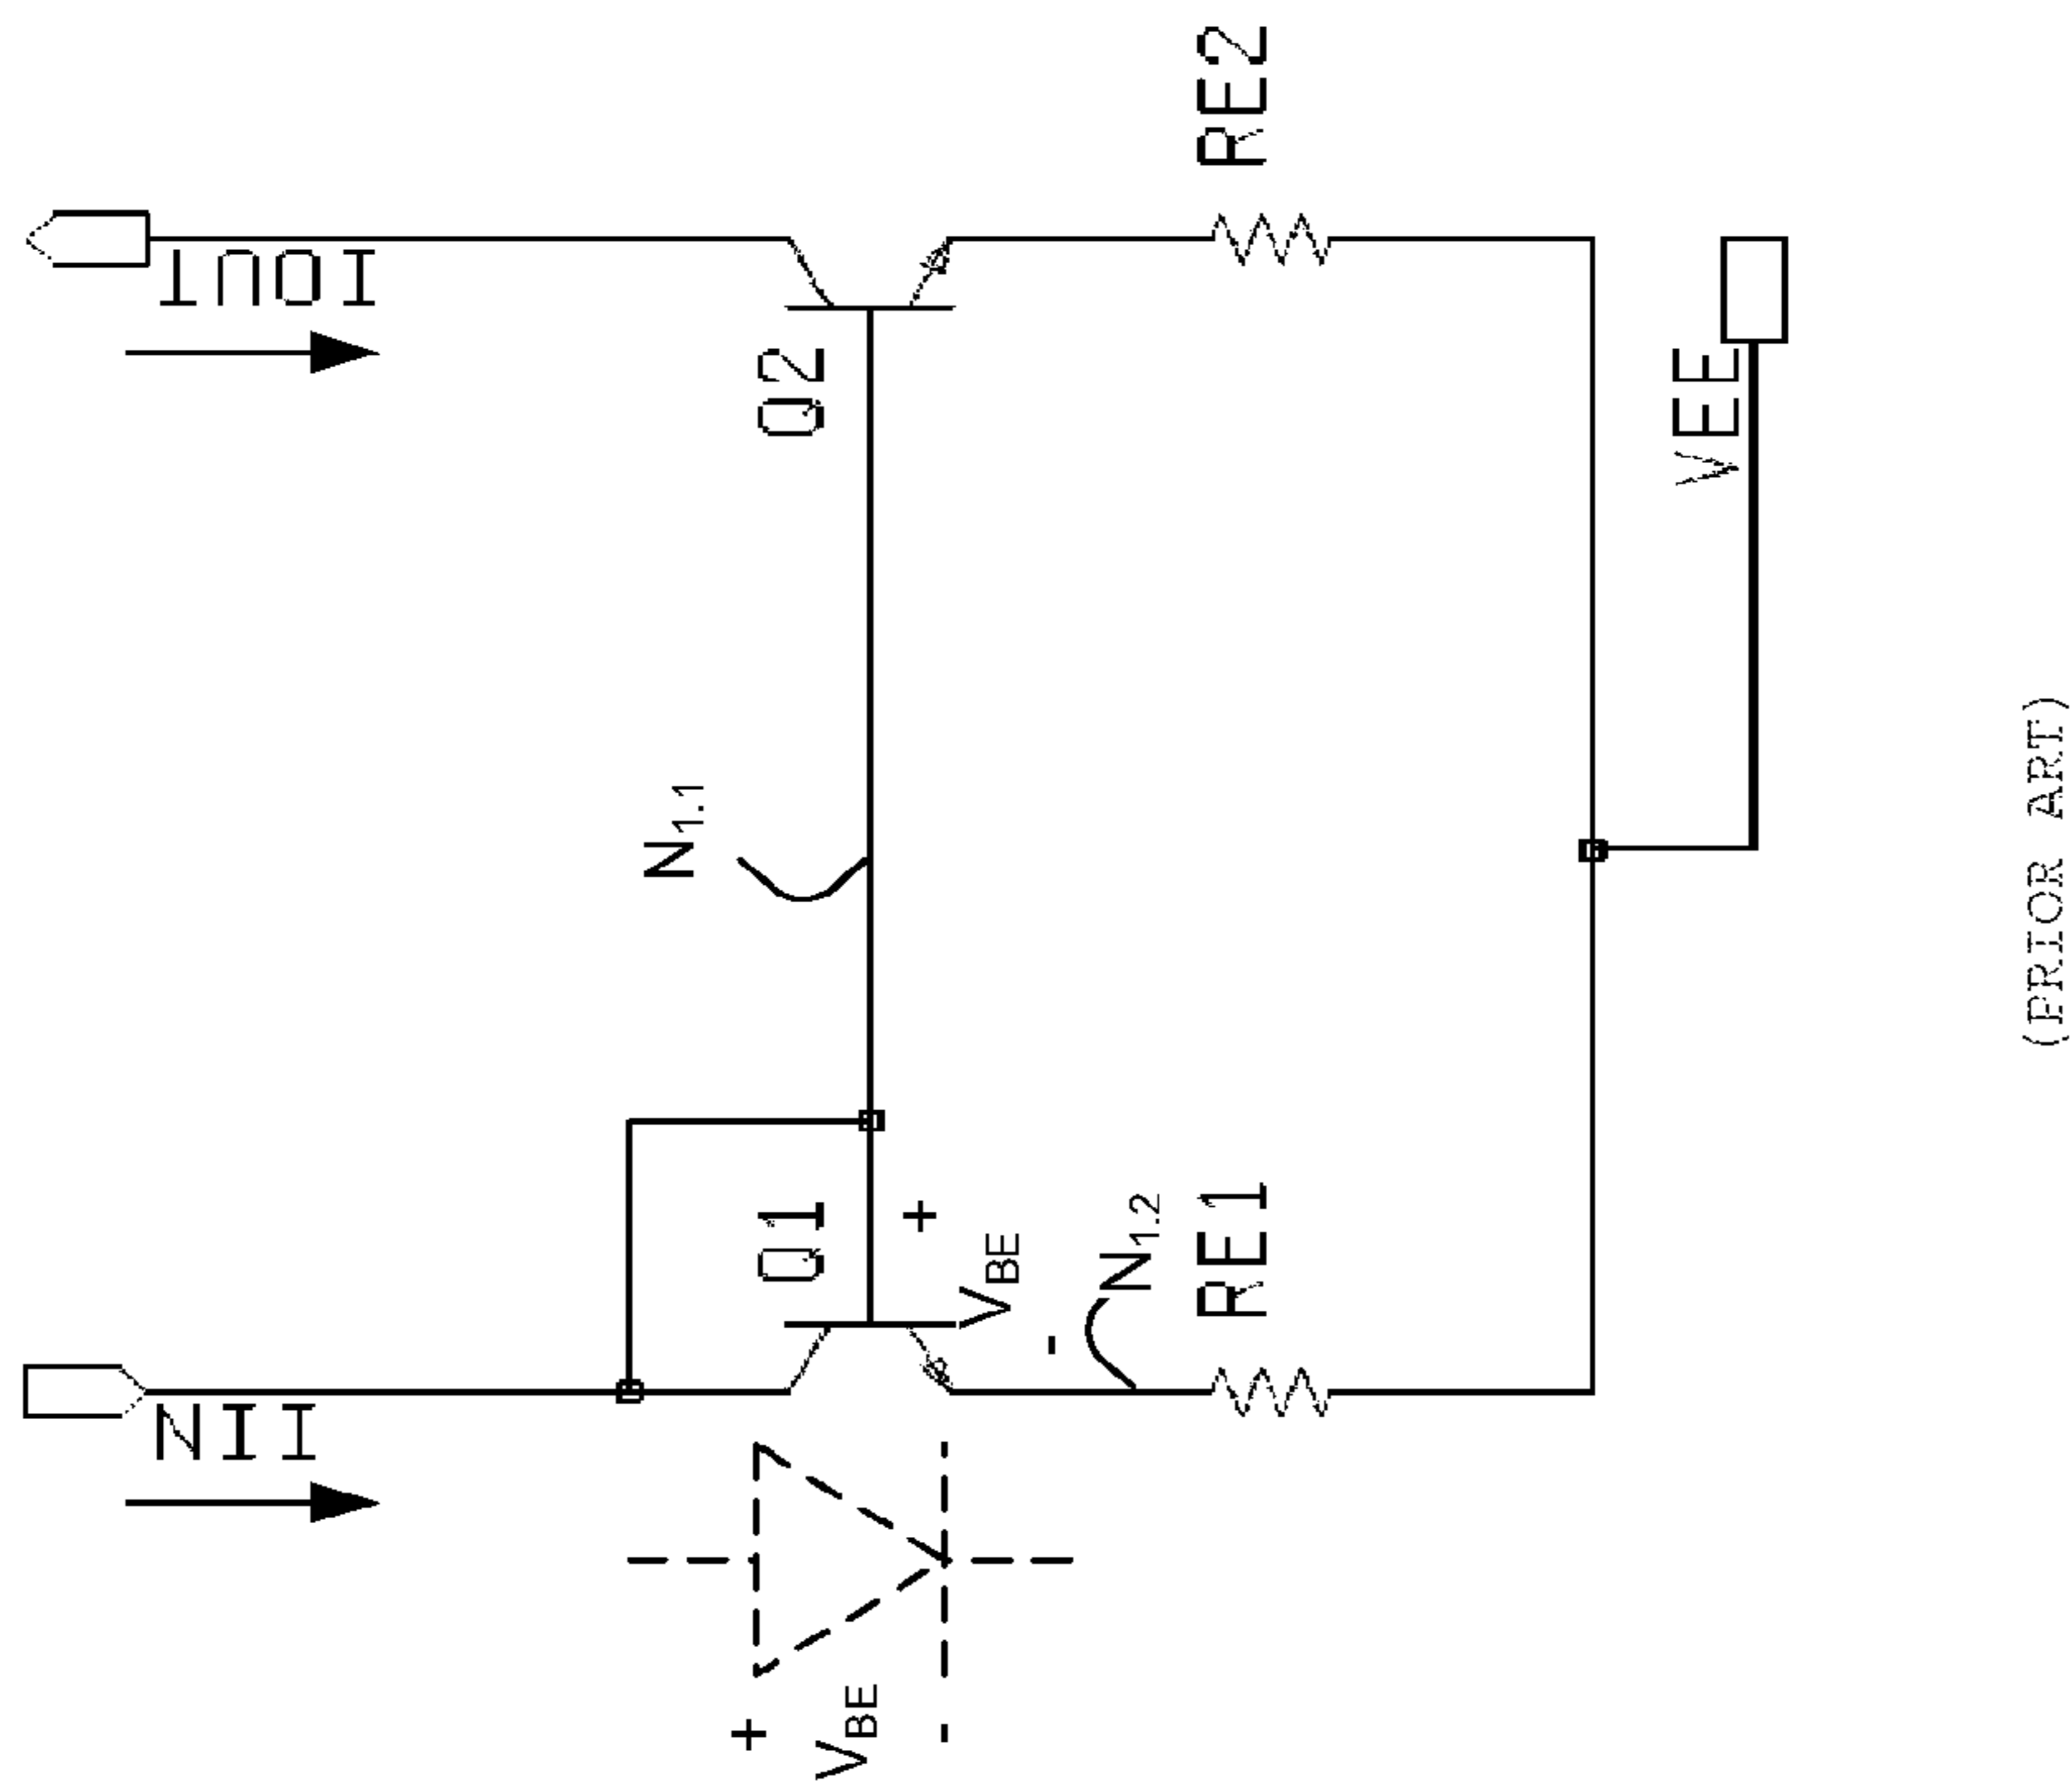 IIN
IOUT
N1.1
+
Q1
Q2
VBE
+
-
VBE
-
N1.2
RE1
RE2
VEE
(PRIOR ART)